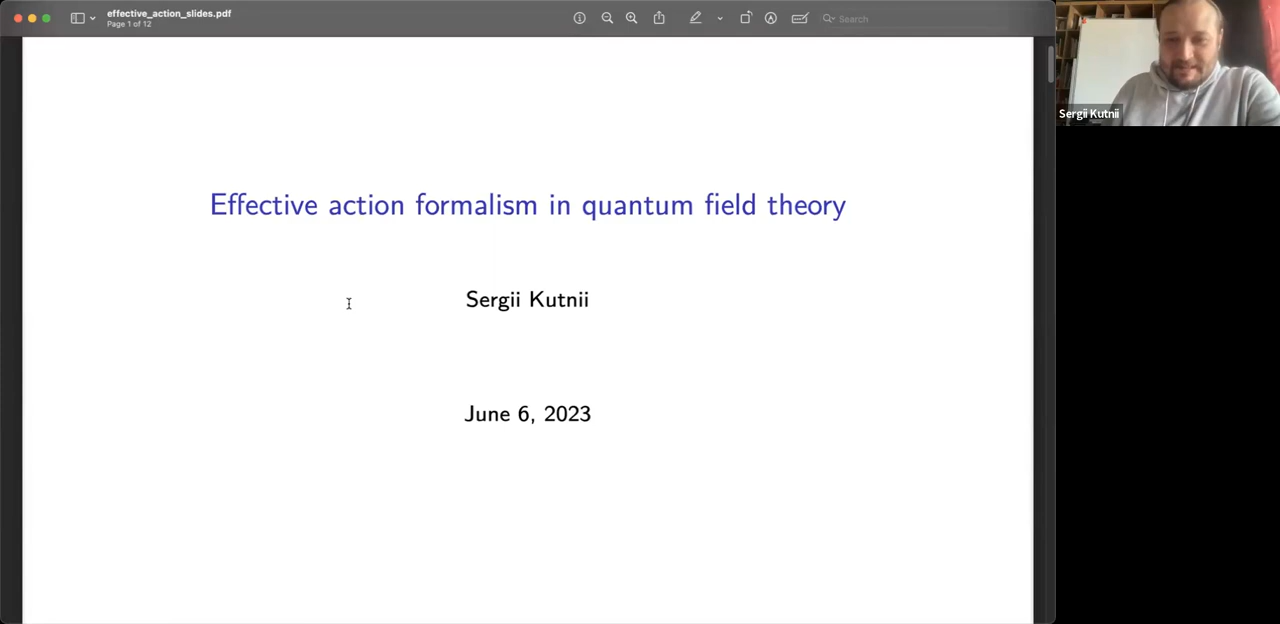 effective_action_slides.pdf
Page 1 of 12
Search
Sergii Kutnii
Effective action formalism in quantum field theory
Sergii Kutnii
June 6, 2023